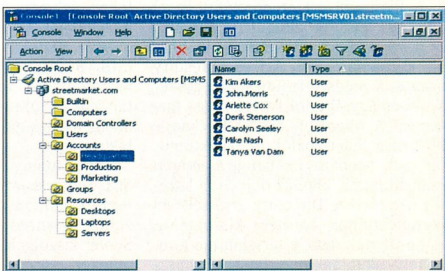 Console1 - [Console Root\Active Directory Users and Computers [MSMSRV01.streetm...
Console Window Help
Action View
Console Root
Active Directory Users and Computers [MSMS
streetmarket.com
Builtin
Computers
Domain Controllers
Users
Accounts
Production
Marketing
Groups
Resources
Desktops
Laptops
Servers
Name Type
Kim Akers User
John.Morris User
Arlette Cox User
Derik Stenerson User
Carolyn Seeley User
Mike Nash User
Tanya Van Dam User